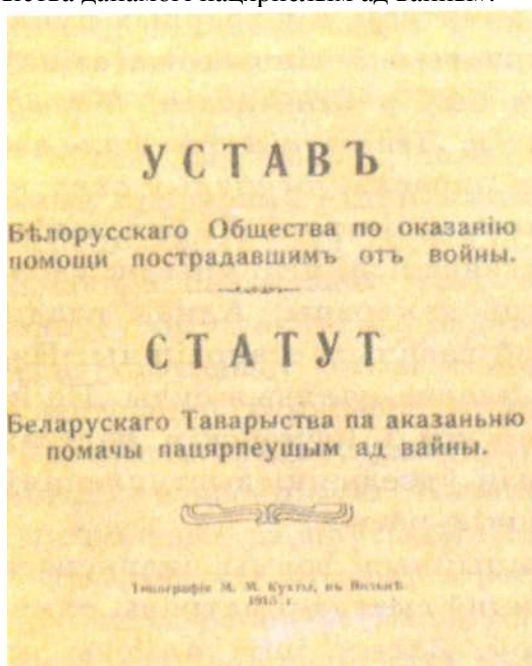 УСТАВЪ
Бѣлорусскаго Общества по оказанію
помощи пострадавшимъ отъ войны.
СТАТУТ
Беларускаго Таварыства па аказаньню
помачы пацярпеушым ад вайны.
Типографія М. М. Кухты, въ Вильнѣ.
1915 г.